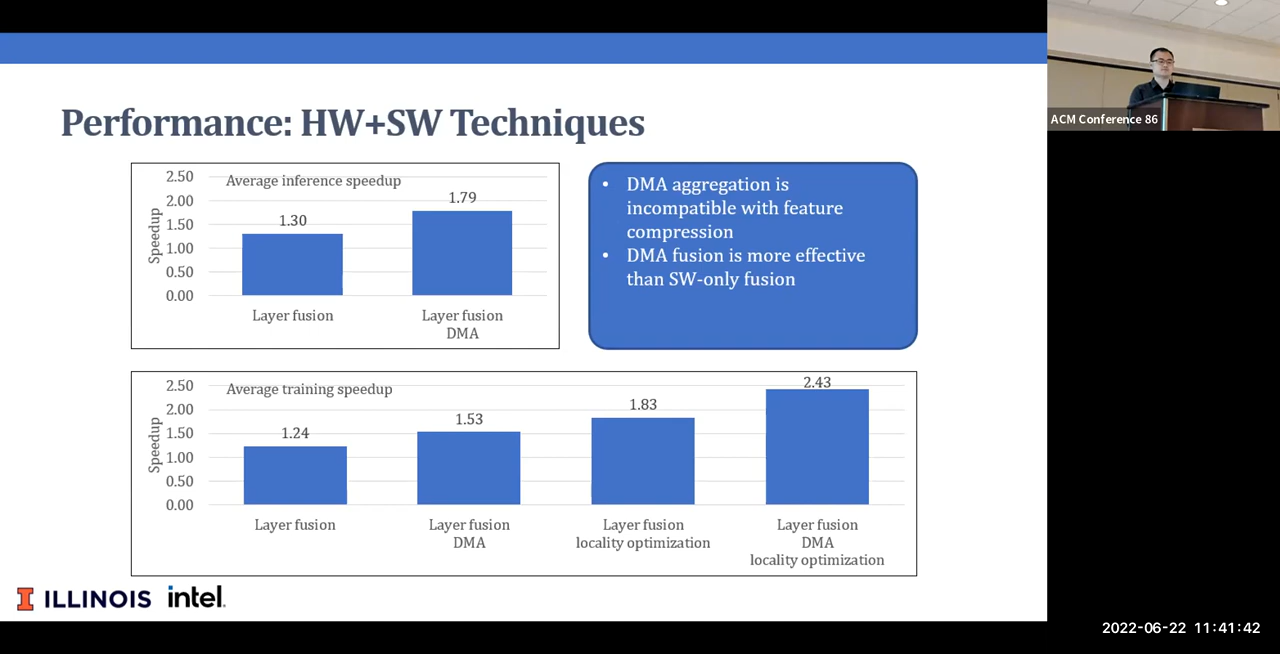 Performance: HW+SW Techniques
Average inference speedup
Speedup
2.50
2.00
1.50
1.00
0.50
0.00
1.30
1.79
Layer fusion
Layer fusion
DMA
• DMA aggregation is
incompatible with feature
compression
• DMA fusion is more effective
than SW-only fusion
Average training speedup
Speedup
2.50
2.00
1.50
1.00
0.50
0.00
1.24
1.53
1.83
2.43
Layer fusion
Layer fusion
DMA
Layer fusion
locality optimization
Layer fusion
DMA
locality optimization
I ILLINOIS intel.
ACM Conference 86
2022-06-22 11:41:42